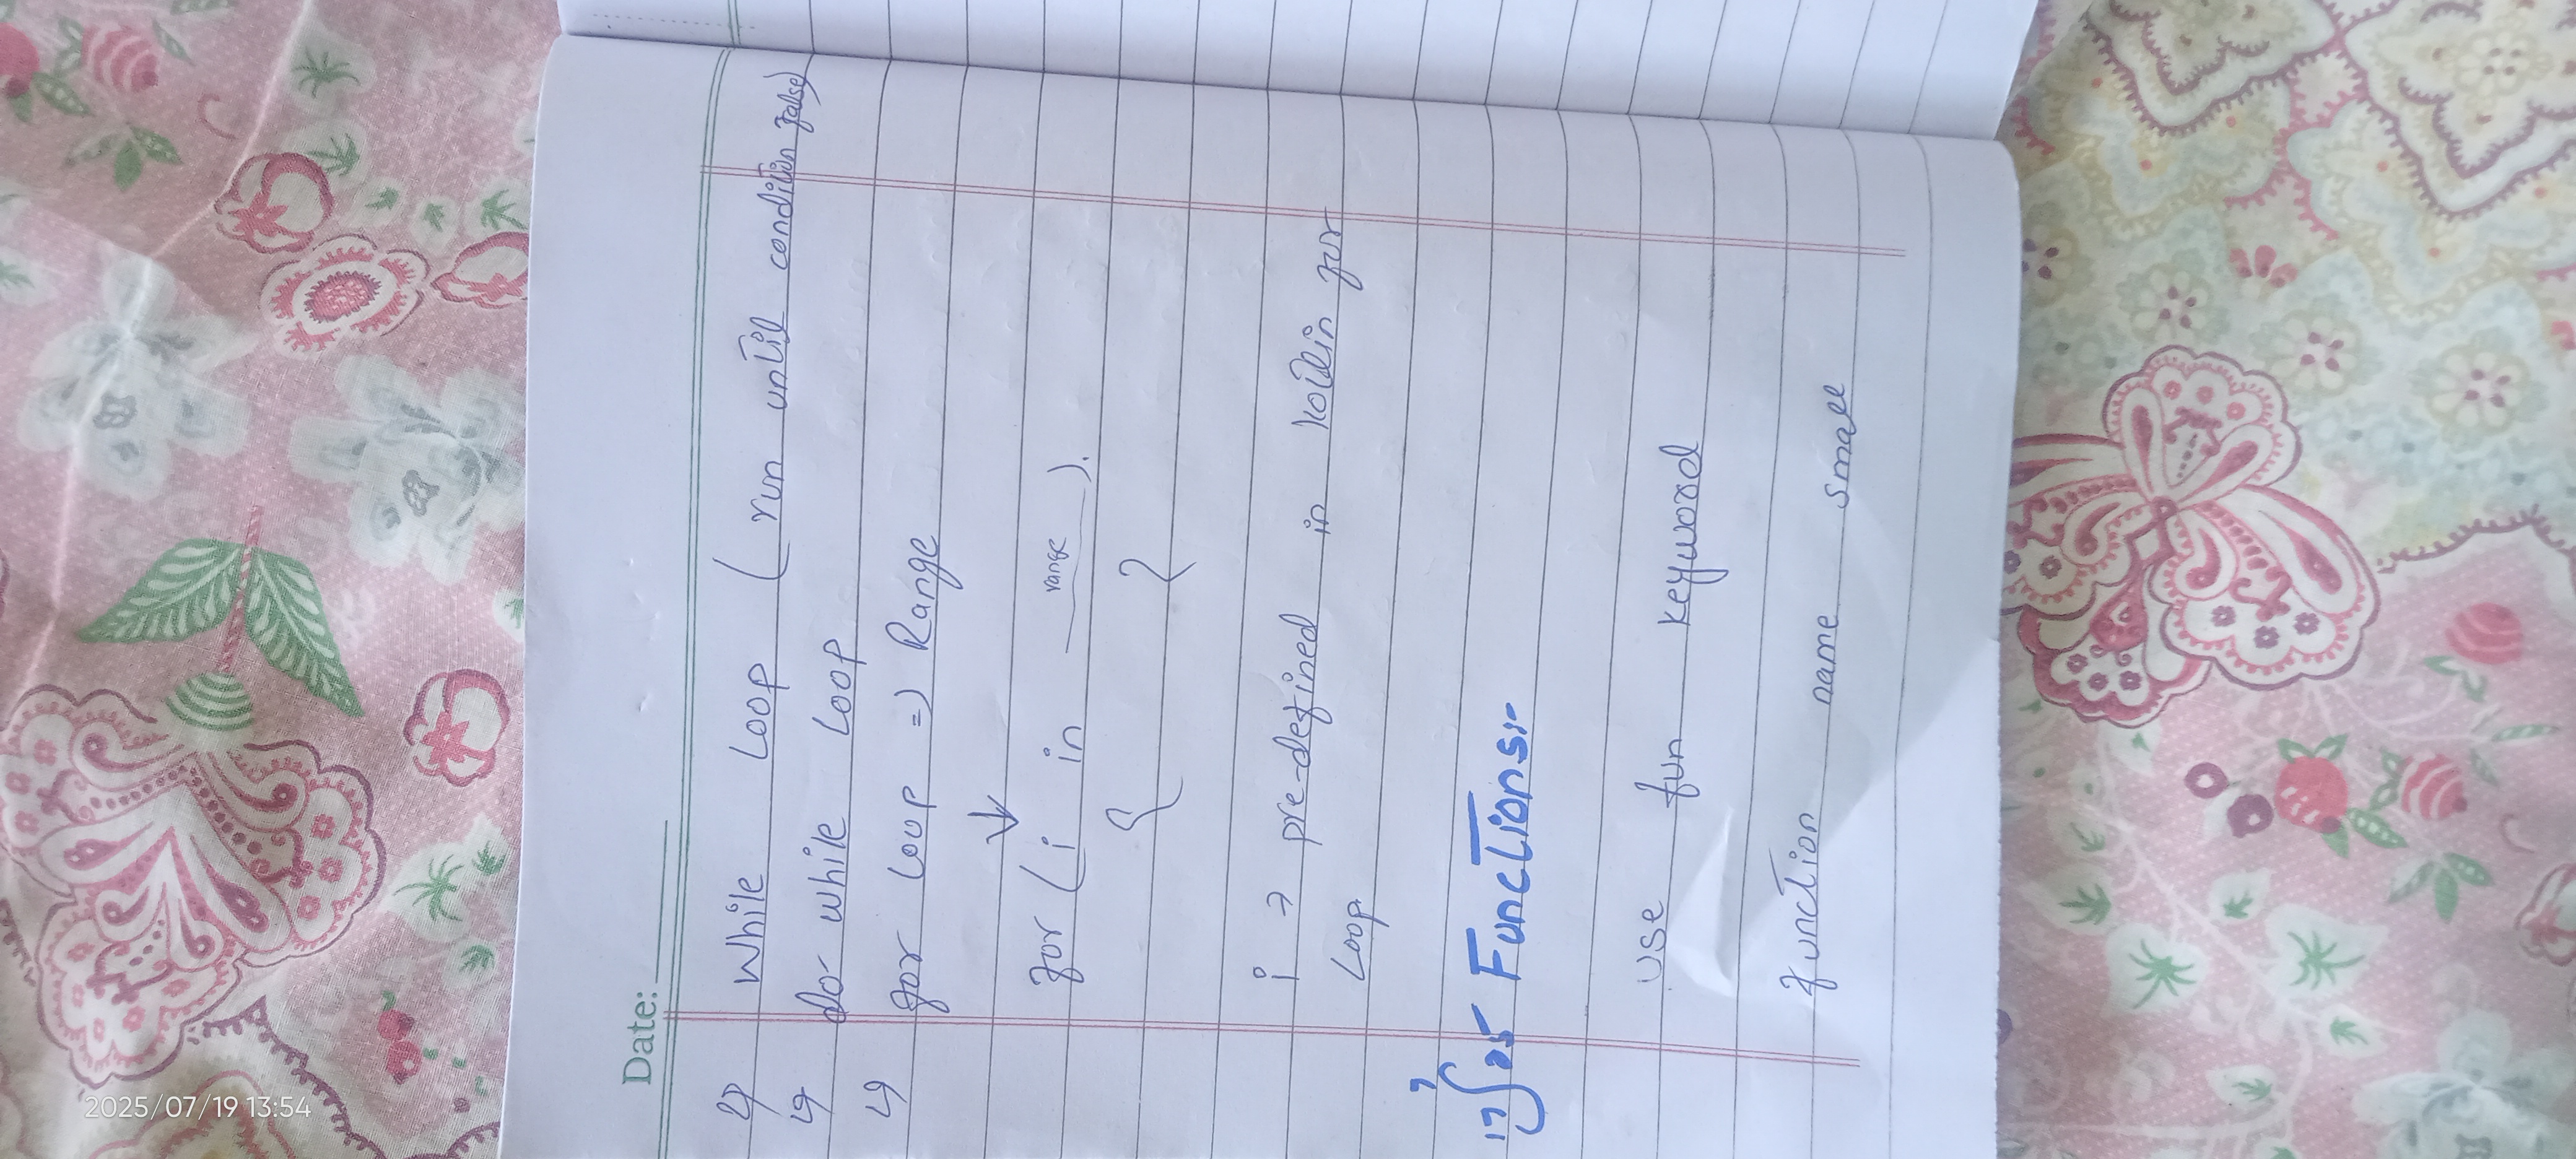 2025/07/19 13:54
Date:
While Loop ( run until condition false)
do while Loop
for Loop => Range
↓
for ( i in range ).
{ }
i → pre-defined in kotlin for
Loop
17/7/25 Functions:-
use fun keyword
function name small